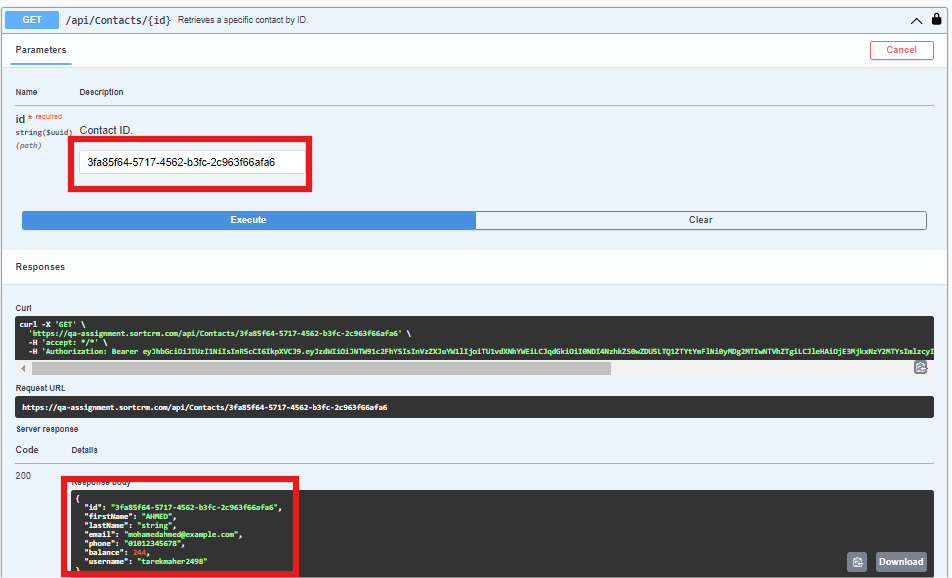 GET /api/Contacts/{id} Retrieves a specific contact by ID.
Parameters
Cancel
Name Description
id * required
string($uuid)
(path)
Contact ID.
3fa85f64-5717-4562-b3fc-2c963f66afa6
Execute Clear
Responses
Curl
curl -X 'GET' \
'https://qa-assignment.sortcrm.com/api/Contacts/3fa85f64-5717-4562-b3fc-2c963f66afa6' \
-H 'accept: */*' \
-H 'Authorization: Bearer
Request URL
https://qa-assignment.sortcrm.com/api/Contacts/3fa85f64-5717-4562-b3fc-2c963f66afa6
Server response
Code Details
200
Response body
{
"id": "3fa85f64-5717-4562-b3fc-2c963f66afa6",
"firstName": "AHMED",
"lastName": "string",
"email": "mohamedahmed@example.com",
"phone": "01012345678",
"balance": 244,
"username": "tarekmaher2498"
}
Download